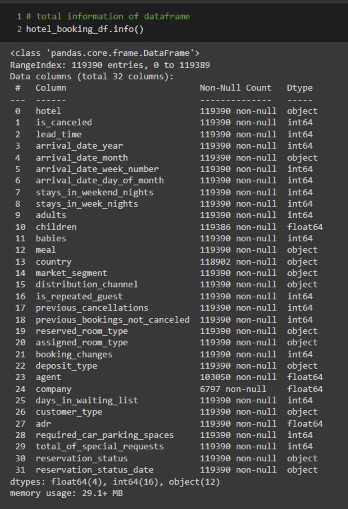 1 # total information of dataframe
2 hotel_booking_df.info()
<class 'pandas.core.frame.DataFrame'>
RangeIndex: 119390 entries, 0 to 119389
Data columns (total 32 columns):
 #   Column                          Non-Null Count   Dtype
---  ------                          --------------   -----
 0   hotel                           119390 non-null  object
 1   is_canceled                     119390 non-null  int64
 2   lead_time                       119390 non-null  int64
 3   arrival_date_year               119390 non-null  int64
 4   arrival_date_month              119390 non-null  object
 5   arrival_date_week_number        119390 non-null  int64
 6   arrival_date_day_of_month       119390 non-null  int64
 7   stays_in_weekend_nights         119390 non-null  int64
 8   stays_in_week_nights            119390 non-null  int64
 9   adults                          119390 non-null  int64
 10  children                        119386 non-null  float64
 11  babies                          119390 non-null  int64
 12  meal                            119390 non-null  object
 13  country                         118902 non-null  object
 14  market_segment                  119390 non-null  object
 15  distribution_channel            119390 non-null  object
 16  is_repeated_guest               119390 non-null  int64
 17  previous_cancellations          119390 non-null  int64
 18  previous_bookings_not_canceled  119390 non-null  int64
 19  reserved_room_type              119390 non-null  object
 20  assigned_room_type              119390 non-null  object
 21  booking_changes                 119390 non-null  int64
 22  deposit_type                    119390 non-null  object
 23  agent                           103050 non-null  float64
 24  company                         6797 non-null    float64
 25  days_in_waiting_list            119390 non-null  int64
 26  customer_type                   119390 non-null  object
 27  adr                             119390 non-null  float64
 28  required_car_parking_spaces     119390 non-null  int64
 29  total_of_special_requests       119390 non-null  int64
 30  reservation_status              119390 non-null  object
 31  reservation_status_date         119390 non-null  object
dtypes: float64(4), int64(16), object(12)
memory usage: 29.1+ MB